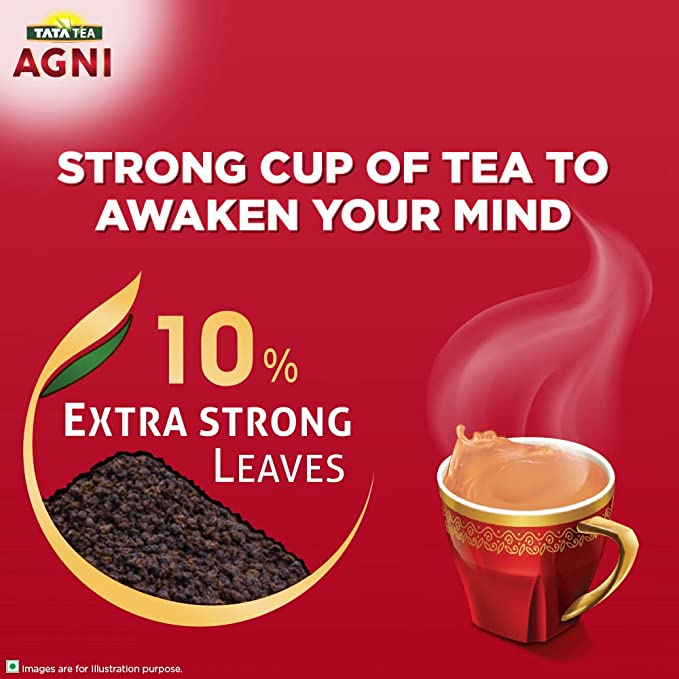 TATA TEA
AGNI
STRONG CUP OF TEA TO
AWAKEN YOUR MIND
10%
EXTRA STRONG
LEAVES
Images are for illustration purpose.